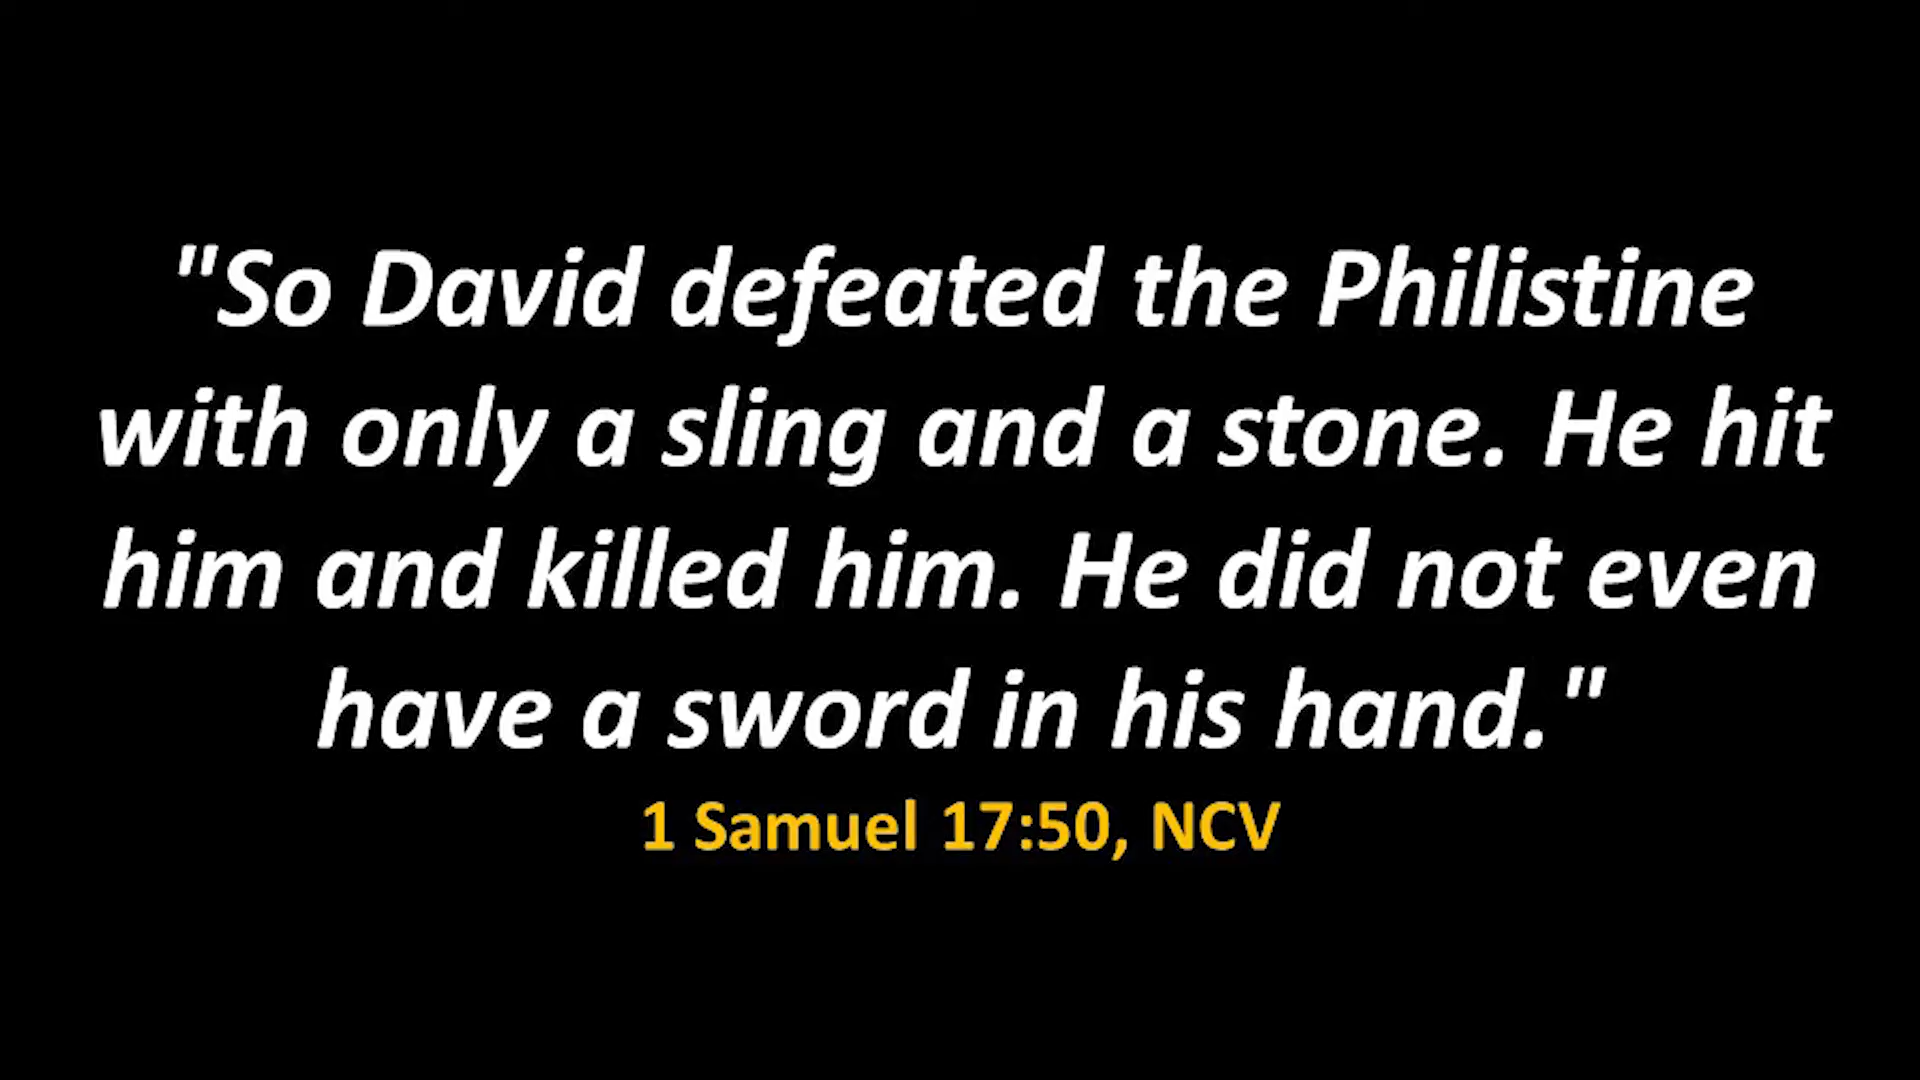 "So David defeated the Philistine
with only a sling and a stone. He hit
him and killed him. He did not even
have a sword in his hand."
1 Samuel 17:50, NCV